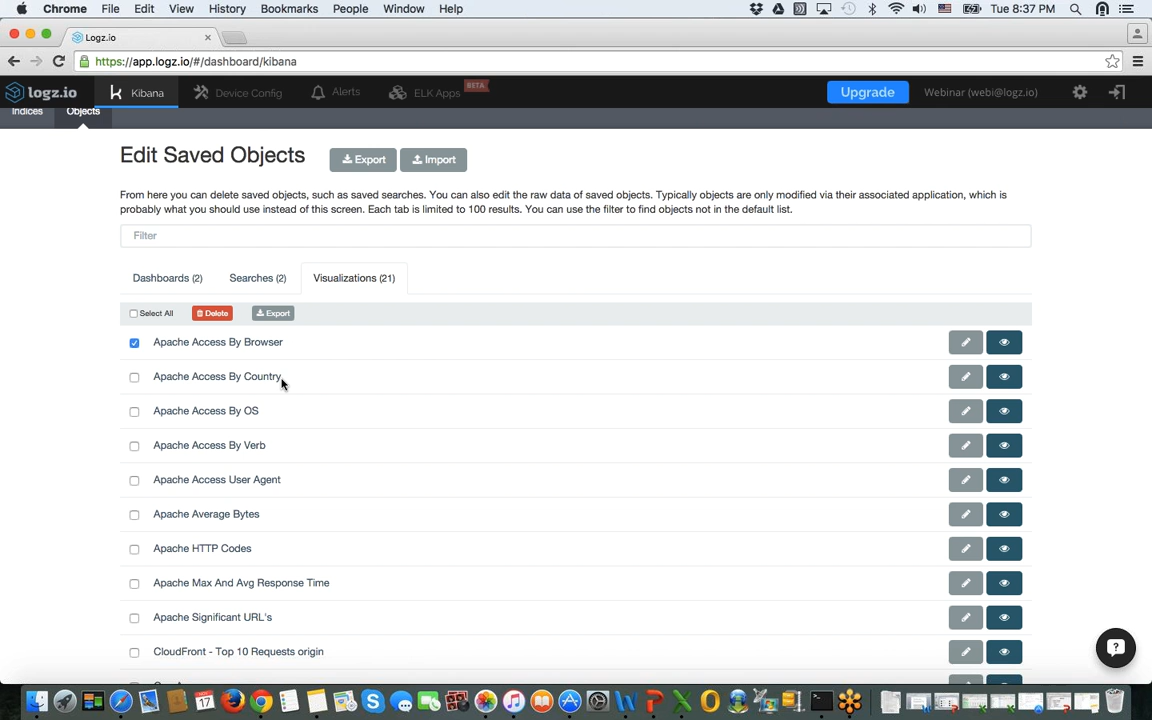 Chrome File Edit View History Bookmarks People Window Help Tue 8:37 PM
Logz.io
https://app.logz.io/#/dashboard/kibana
logz.io Kibana Device Config Alerts ELK Apps BETA Upgrade Webinar (webi@logz.io)
Indices Objects
Edit Saved Objects Export Import
From here you can delete saved objects, such as saved searches. You can also edit the raw data of saved objects. Typically objects are only modified via their associated application, which is
probably what you should use instead of this screen. Each tab is limited to 100 results. You can use the filter to find objects not in the default list.
Filter
Dashboards (2) Searches (2) Visualizations (21)
Select All Delete Export
Apache Access By Browser
Apache Access By Country
Apache Access By OS
Apache Access By Verb
Apache Access User Agent
Apache Average Bytes
Apache HTTP Codes
Apache Max And Avg Response Time
Apache Significant URL's
CloudFront - Top 10 Requests origin
17